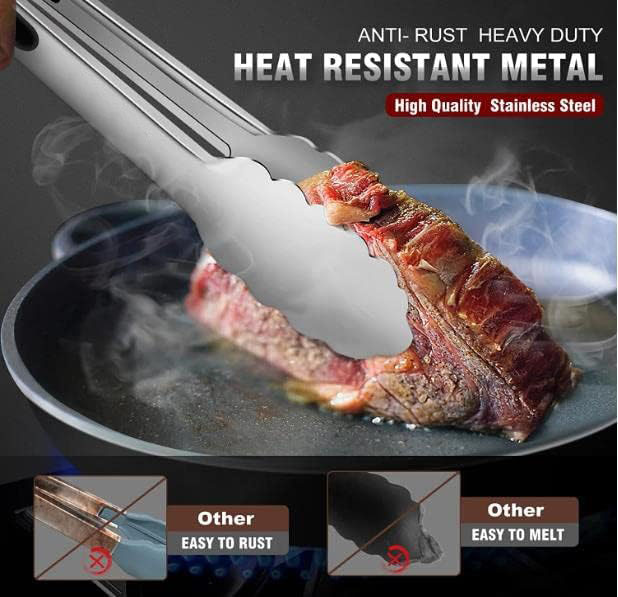 ANTI- RUST HEAVY DUTY
HEAT RESISTANT METAL
High Quality Stainless Steel
Other
EASY TO RUST
Other
EASY TO MELT